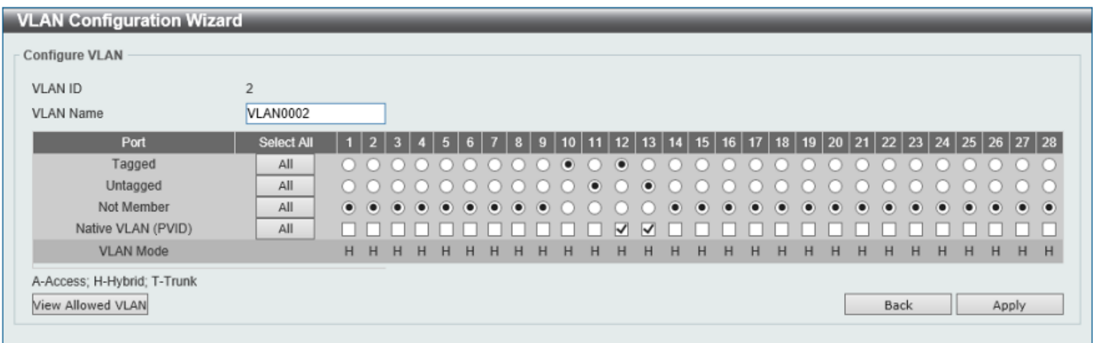 VLAN Configuration Wizard
Configure VLAN
VLAN ID 2
VLAN Name VLAN0002
Port Select All 1 2 3 4 5 6 7 8 9 10 11 12 13 14 15 16 17 18 19 20 21 22 23 24 25 26 27 28
Tagged All
Untagged All
Not Member All
Native VLAN (PVID) All
VLAN Mode H H H H H H H H H H H H H H H H H H H H H H H H H H H H
A-Access; H-Hybrid; T-Trunk
View Allowed VLAN Back Apply